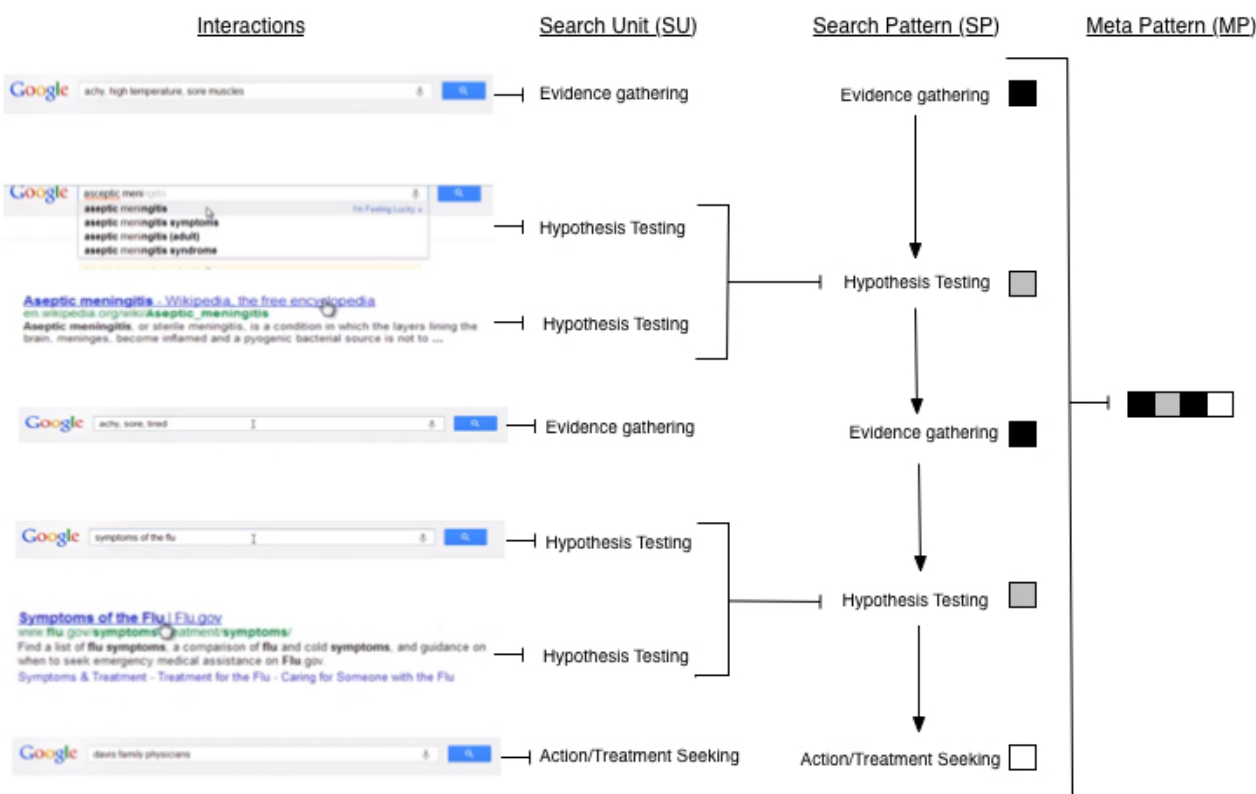 Interactions
Search Unit (SU)
Search Pattern (SP)
Meta Pattern (MP)
Google achy, high temperature, sore muscles
Evidence gathering
Evidence gathering
Google asceptic meningitis
aseptic meningitis I'm Feeling Lucky »
aseptic meningitis symptoms
aseptic meningitis (adult)
aseptic meningitis syndrome
Hypothesis Testing
Hypothesis Testing
Aseptic meningitis - Wikipedia, the free encyclopedia
en.wikipedia.org/wiki/Aseptic_meningitis
Aseptic meningitis, or sterile meningitis, is a condition in which the layers lining the
brain, meninges, become inflamed and a pyogenic bacterial source is not to ...
Hypothesis Testing
Google achy, sore, tired
Evidence gathering
Evidence gathering
Google symptoms of the flu
Hypothesis Testing
Hypothesis Testing
Symptoms of the Flu | Flu.gov
www.flu.gov/symptoms-treatment/symptoms/
Find a list of flu symptoms, a comparison of flu and cold symptoms, and guidance on
when to seek emergency medical assistance on Flu.gov.
Symptoms & Treatment - Treatment for the Flu - Caring for Someone with the Flu
Hypothesis Testing
Google davis family physicians
Action/Treatment Seeking
Action/Treatment Seeking